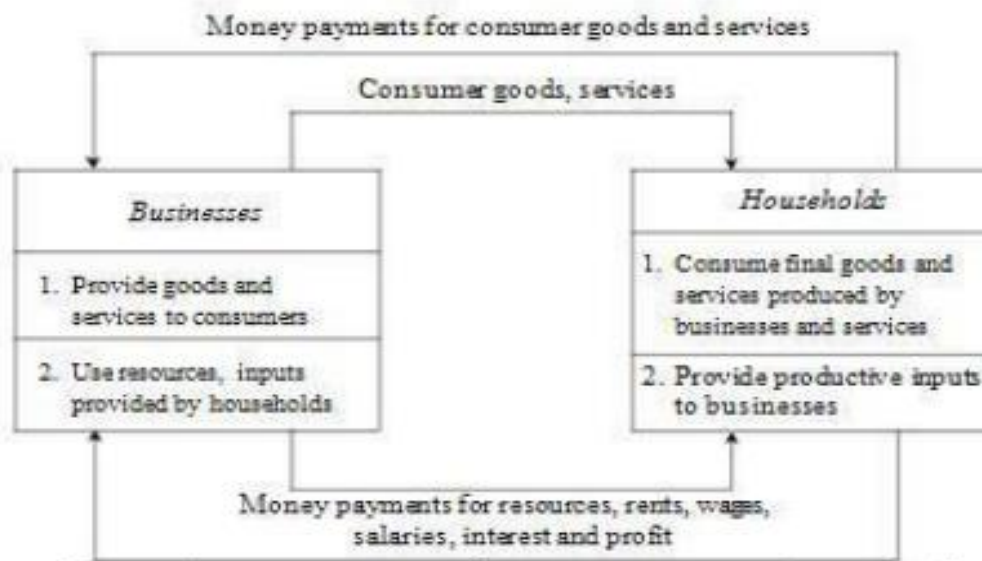 Money payments for consumer goods and services
Consumer goods, services
Businesses
1. Provide goods and
services to consumers
2. Use resources, inputs
provided by households
Households
1. Consume final goods and
services produced by
businesses and services
2. Provide productive inputs
to businesses
Money payments for resources, rents, wages,
salaries, interest and profit